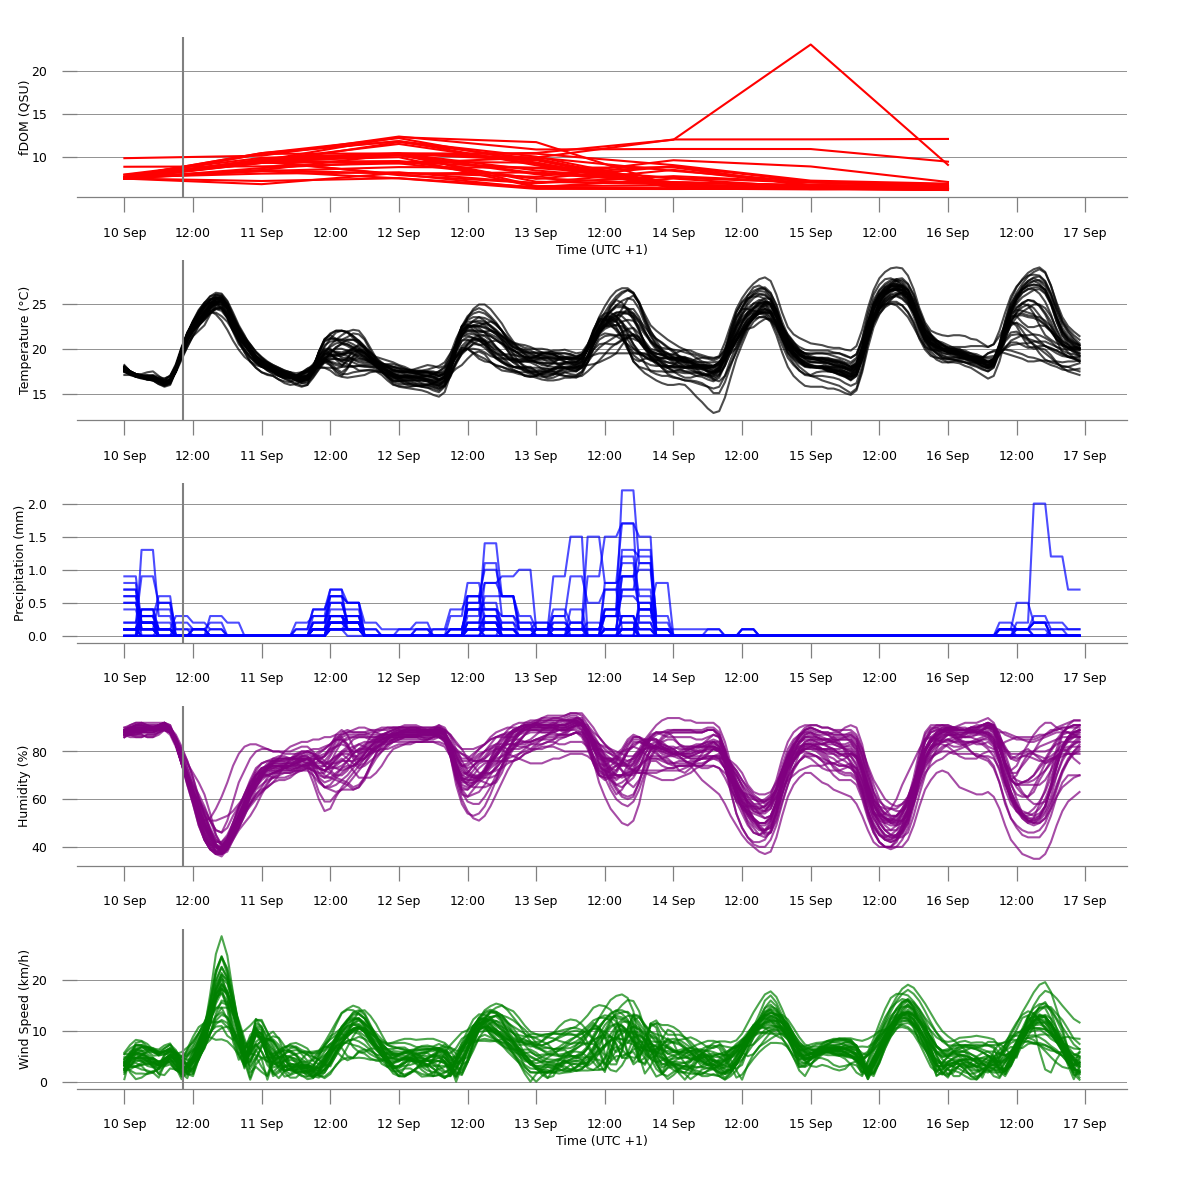 20
15
10
fDOM (QSU)
10 Sep 12:00 11 Sep 12:00 12 Sep 12:00 13 Sep 12:00 14 Sep 12:00 15 Sep 12:00 16 Sep 12:00 17 Sep
Time (UTC +1)
25
20
15
Temperature (°C)
10 Sep 12:00 11 Sep 12:00 12 Sep 12:00 13 Sep 12:00 14 Sep 12:00 15 Sep 12:00 16 Sep 12:00 17 Sep
2.0
1.5
1.0
0.5
0.0
Precipitation (mm)
10 Sep 12:00 11 Sep 12:00 12 Sep 12:00 13 Sep 12:00 14 Sep 12:00 15 Sep 12:00 16 Sep 12:00 17 Sep
80
60
40
Humidity (%)
10 Sep 12:00 11 Sep 12:00 12 Sep 12:00 13 Sep 12:00 14 Sep 12:00 15 Sep 12:00 16 Sep 12:00 17 Sep
20
10
0
Wind Speed (km/h)
10 Sep 12:00 11 Sep 12:00 12 Sep 12:00 13 Sep 12:00 14 Sep 12:00 15 Sep 12:00 16 Sep 12:00 17 Sep
Time (UTC +1)